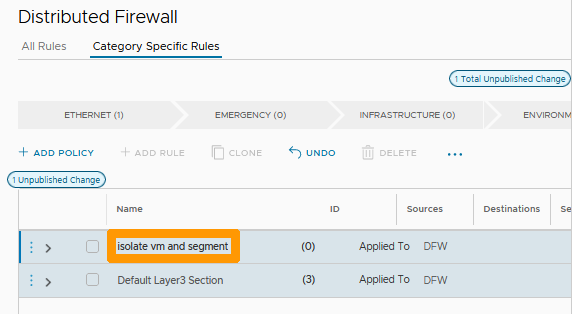 Distributed Firewall
All Rules Category Specific Rules
1 Total Unpublished Change
ETHERNET (1) EMERGENCY (0) INFRASTRUCTURE (0) ENVIRONM
+ ADD POLICY + ADD RULE CLONE UNDO DELETE ...
1 Unpublished Change
Name ID Sources Destinations Se
isolate vm and segment (0) Applied To DFW
Default Layer3 Section (3) Applied To DFW